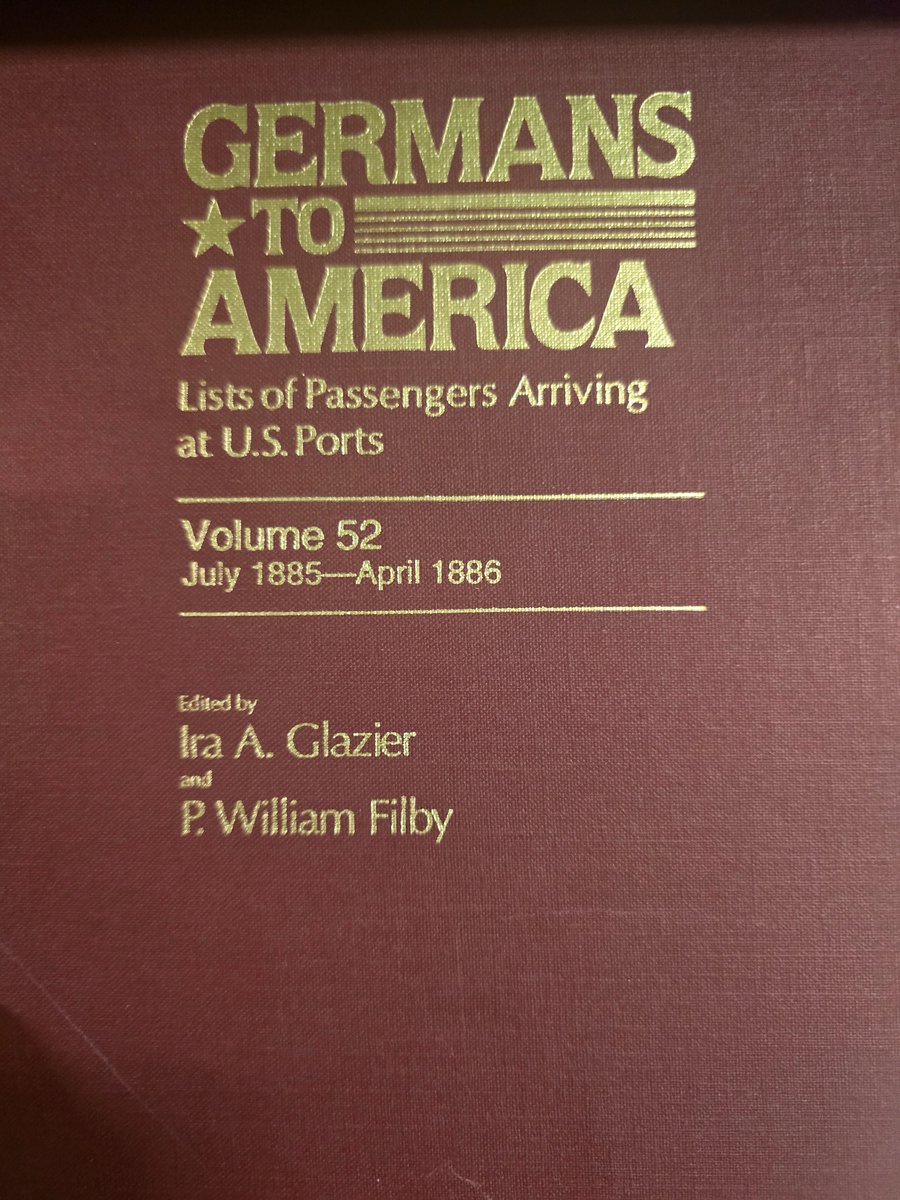 GERMANS
TO
AMERICA
Lists of Passengers Arriving
at U.S. Ports
Volume 52
July 1885—April 1886
Edited by
Ira A. Glazier
and
P. William Filby